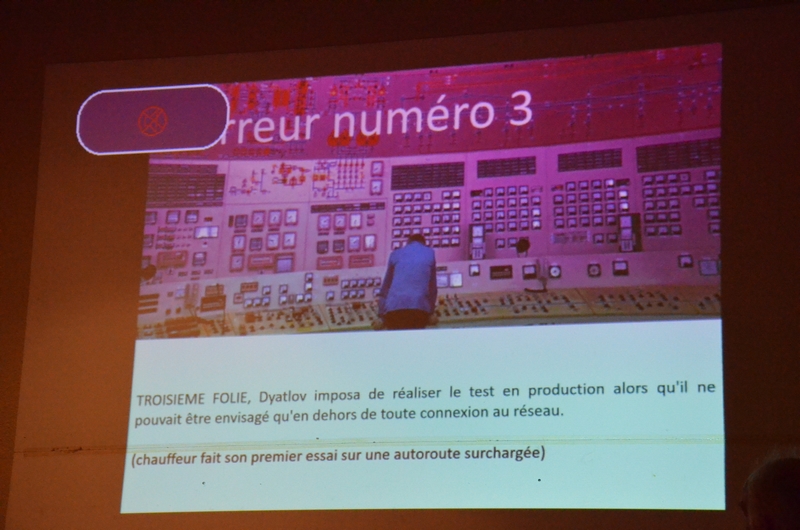 rreur numéro 3
TROISIEME FOLIE, Dyatlov imposa de réaliser le test en production alors qu'il ne
pouvait être envisagé qu'en dehors de toute connexion au réseau.
(chauffeur fait son premier essai sur une autoroute surchargée)